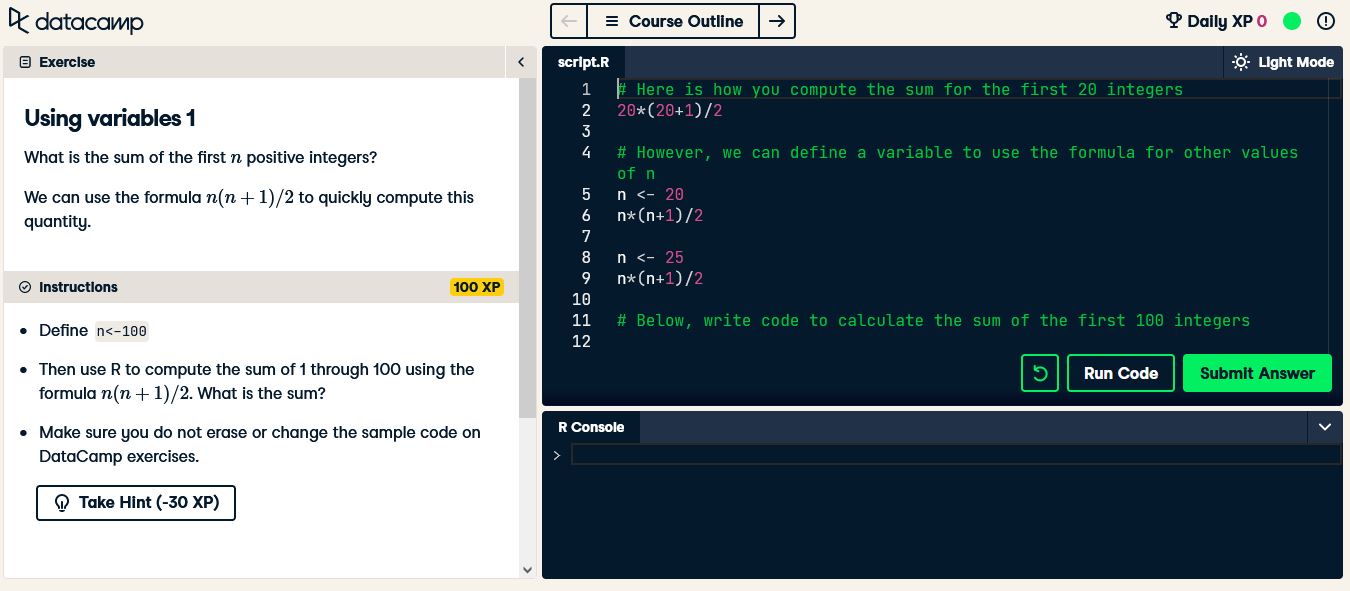 datacamp
Course Outline
Daily XP 0
Exercise
Using variables 1
What is the sum of the first n positive integers?
We can use the formula n(n + 1)/2 to quickly compute this
quantity.
Instructions
100 XP
• Define n<-100
• Then use R to compute the sum of 1 through 100 using the
formula n(n + 1)/2. What is the sum?
• Make sure you do not erase or change the sample code on
DataCamp exercises.
Take Hint (-30 XP)
script.R
Light Mode
1 # Here is how you compute the sum for the first 20 integers
2 20*(20+1)/2
3
4 # However, we can define a variable to use the formula for other values
of n
5 n <- 20
6 n*(n+1)/2
7
8 n <- 25
9 n*(n+1)/2
10
11 # Below, write code to calculate the sum of the first 100 integers
12
Run Code
Submit Answer
R Console
>